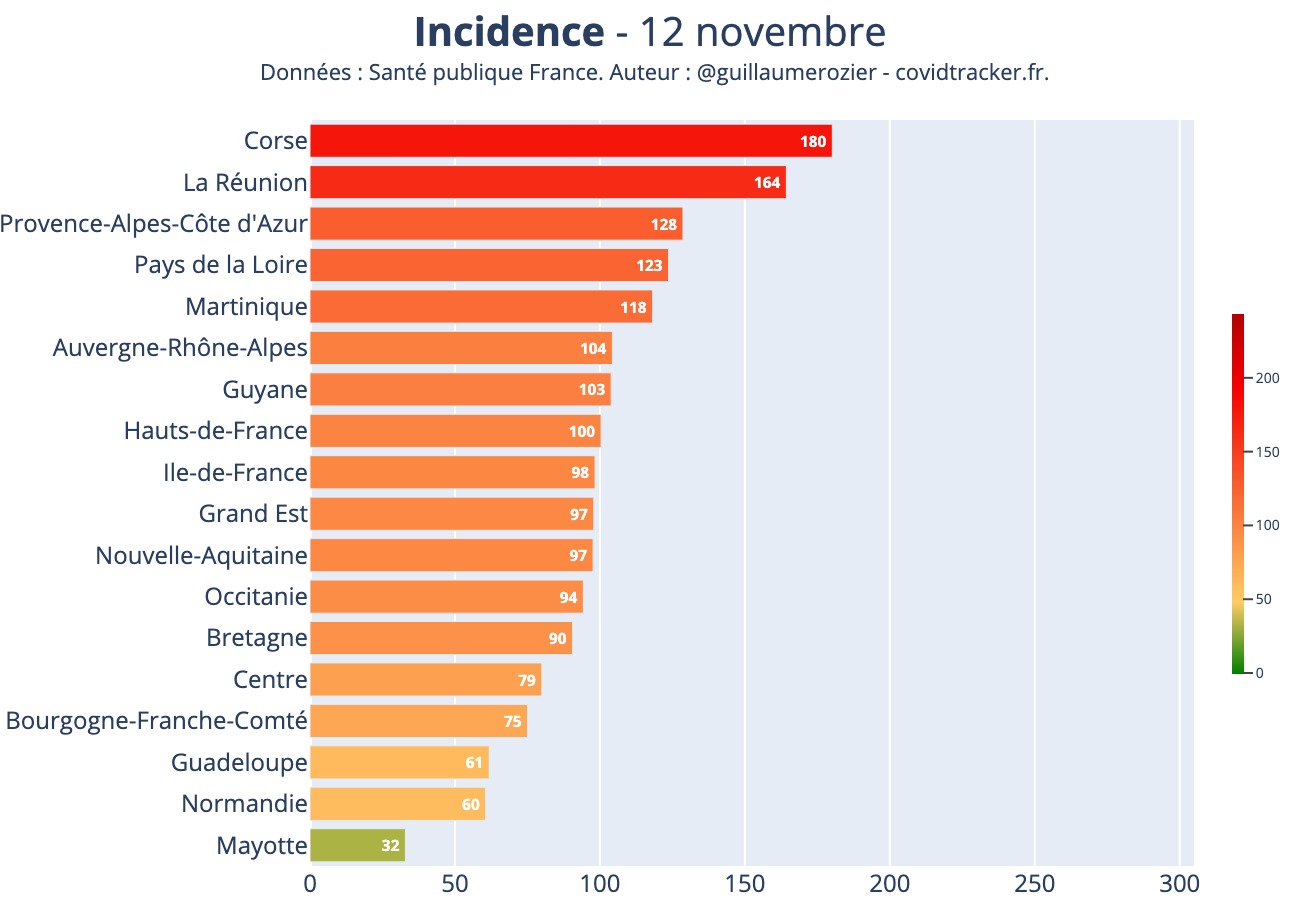 Incidence - 12 novembre
Données : Santé publique France. Auteur : @guillaumerozier - covidtracker.fr.
Corse 180
La Réunion 164
Provence-Alpes-Côte d'Azur 128
Pays de la Loire 123
Martinique 118
Auvergne-Rhône-Alpes 104
Guyane 103
Hauts-de-France 100
Ile-de-France 98
Grand Est 97
Nouvelle-Aquitaine 97
Occitanie 94
Bretagne 90
Centre 79
Bourgogne-Franche-Comté 75
Guadeloupe 61
Normandie 60
Mayotte 32
0 50 100 150 200 250 300
200
150
100
50
0